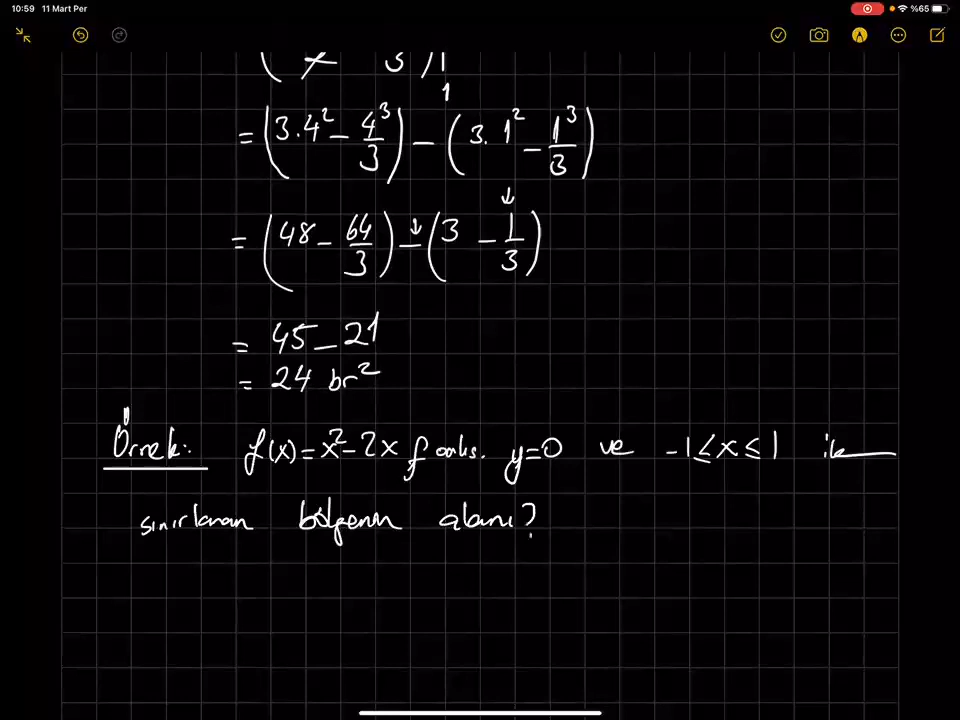 10:59 11 Mart Per %65
1
= (3.4² - 4³/3) - (3.1² - 1³/3)
= (48 - 64/3) - (3 - 1/3)
= 45 - 21
= 24 br²
Örnek: f(x) = x² - 2x fonks. y=0 ve -1 ≤ x ≤ 1 ile
sınırlanan bölgenin alanı?